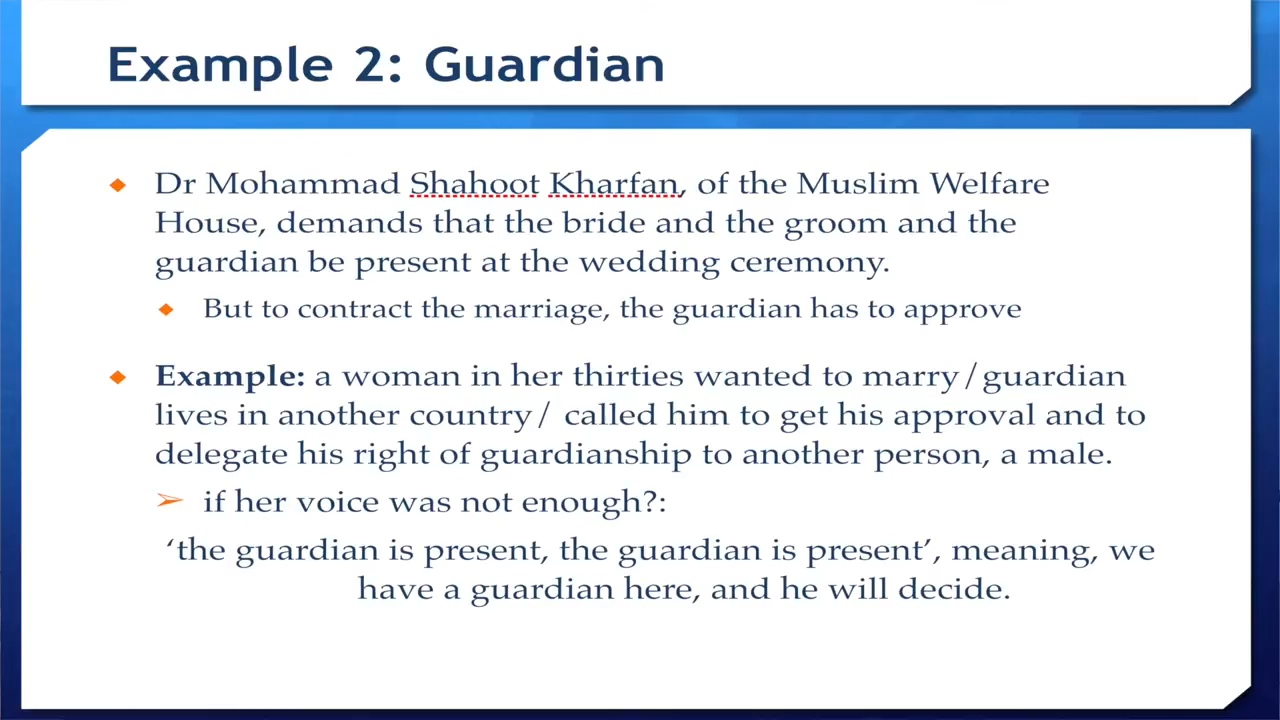 Example 2: Guardian
Dr Mohammad Shahoot Kharfan, of the Muslim Welfare
House, demands that the bride and the groom and the
guardian be present at the wedding ceremony.
But to contract the marriage, the guardian has to approve
Example: a woman in her thirties wanted to marry/guardian
lives in another country/ called him to get his approval and to
delegate his right of guardianship to another person, a male.
if her voice was not enough?:
‘the guardian is present, the guardian is present’, meaning, we
have a guardian here, and he will decide.